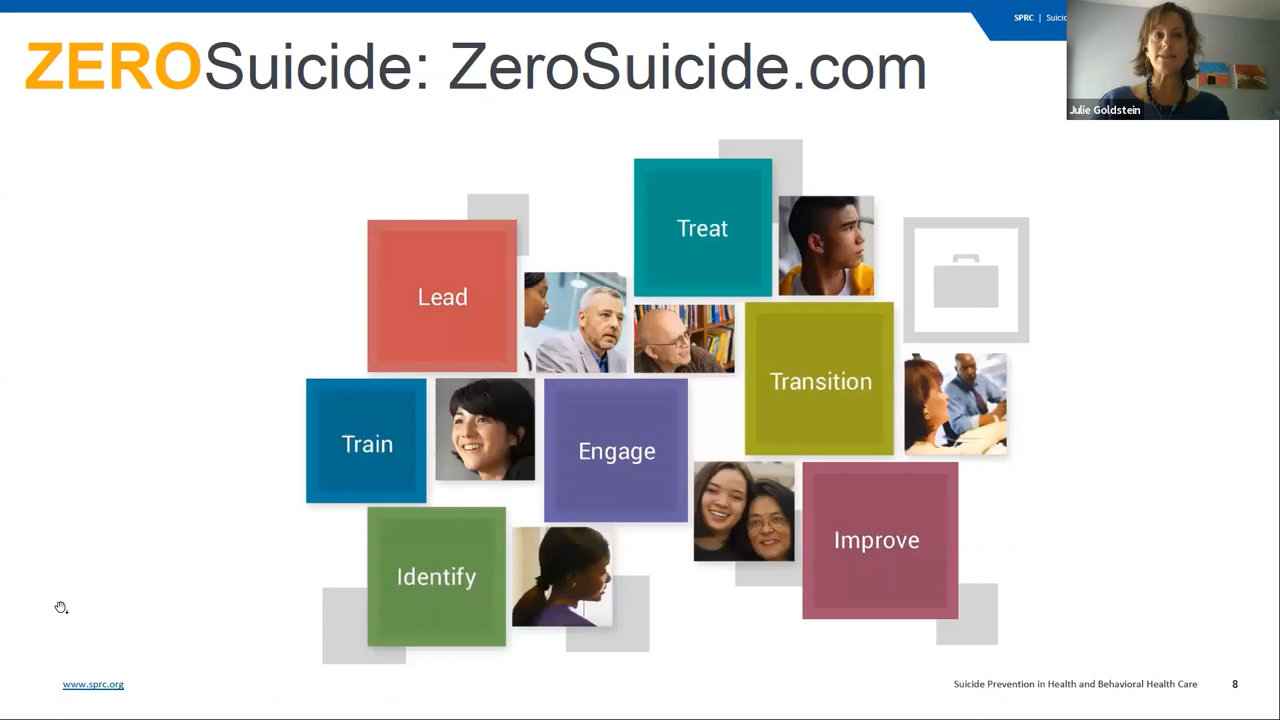 SPRC | Suici
ZEROSuicide: ZeroSuicide.com
Julie Goldstein
Treat
Lead
Transition
Train
Engage
Improve
Identify
www.sprc.org
Suicide Prevention in Health and Behavioral Health Care
8